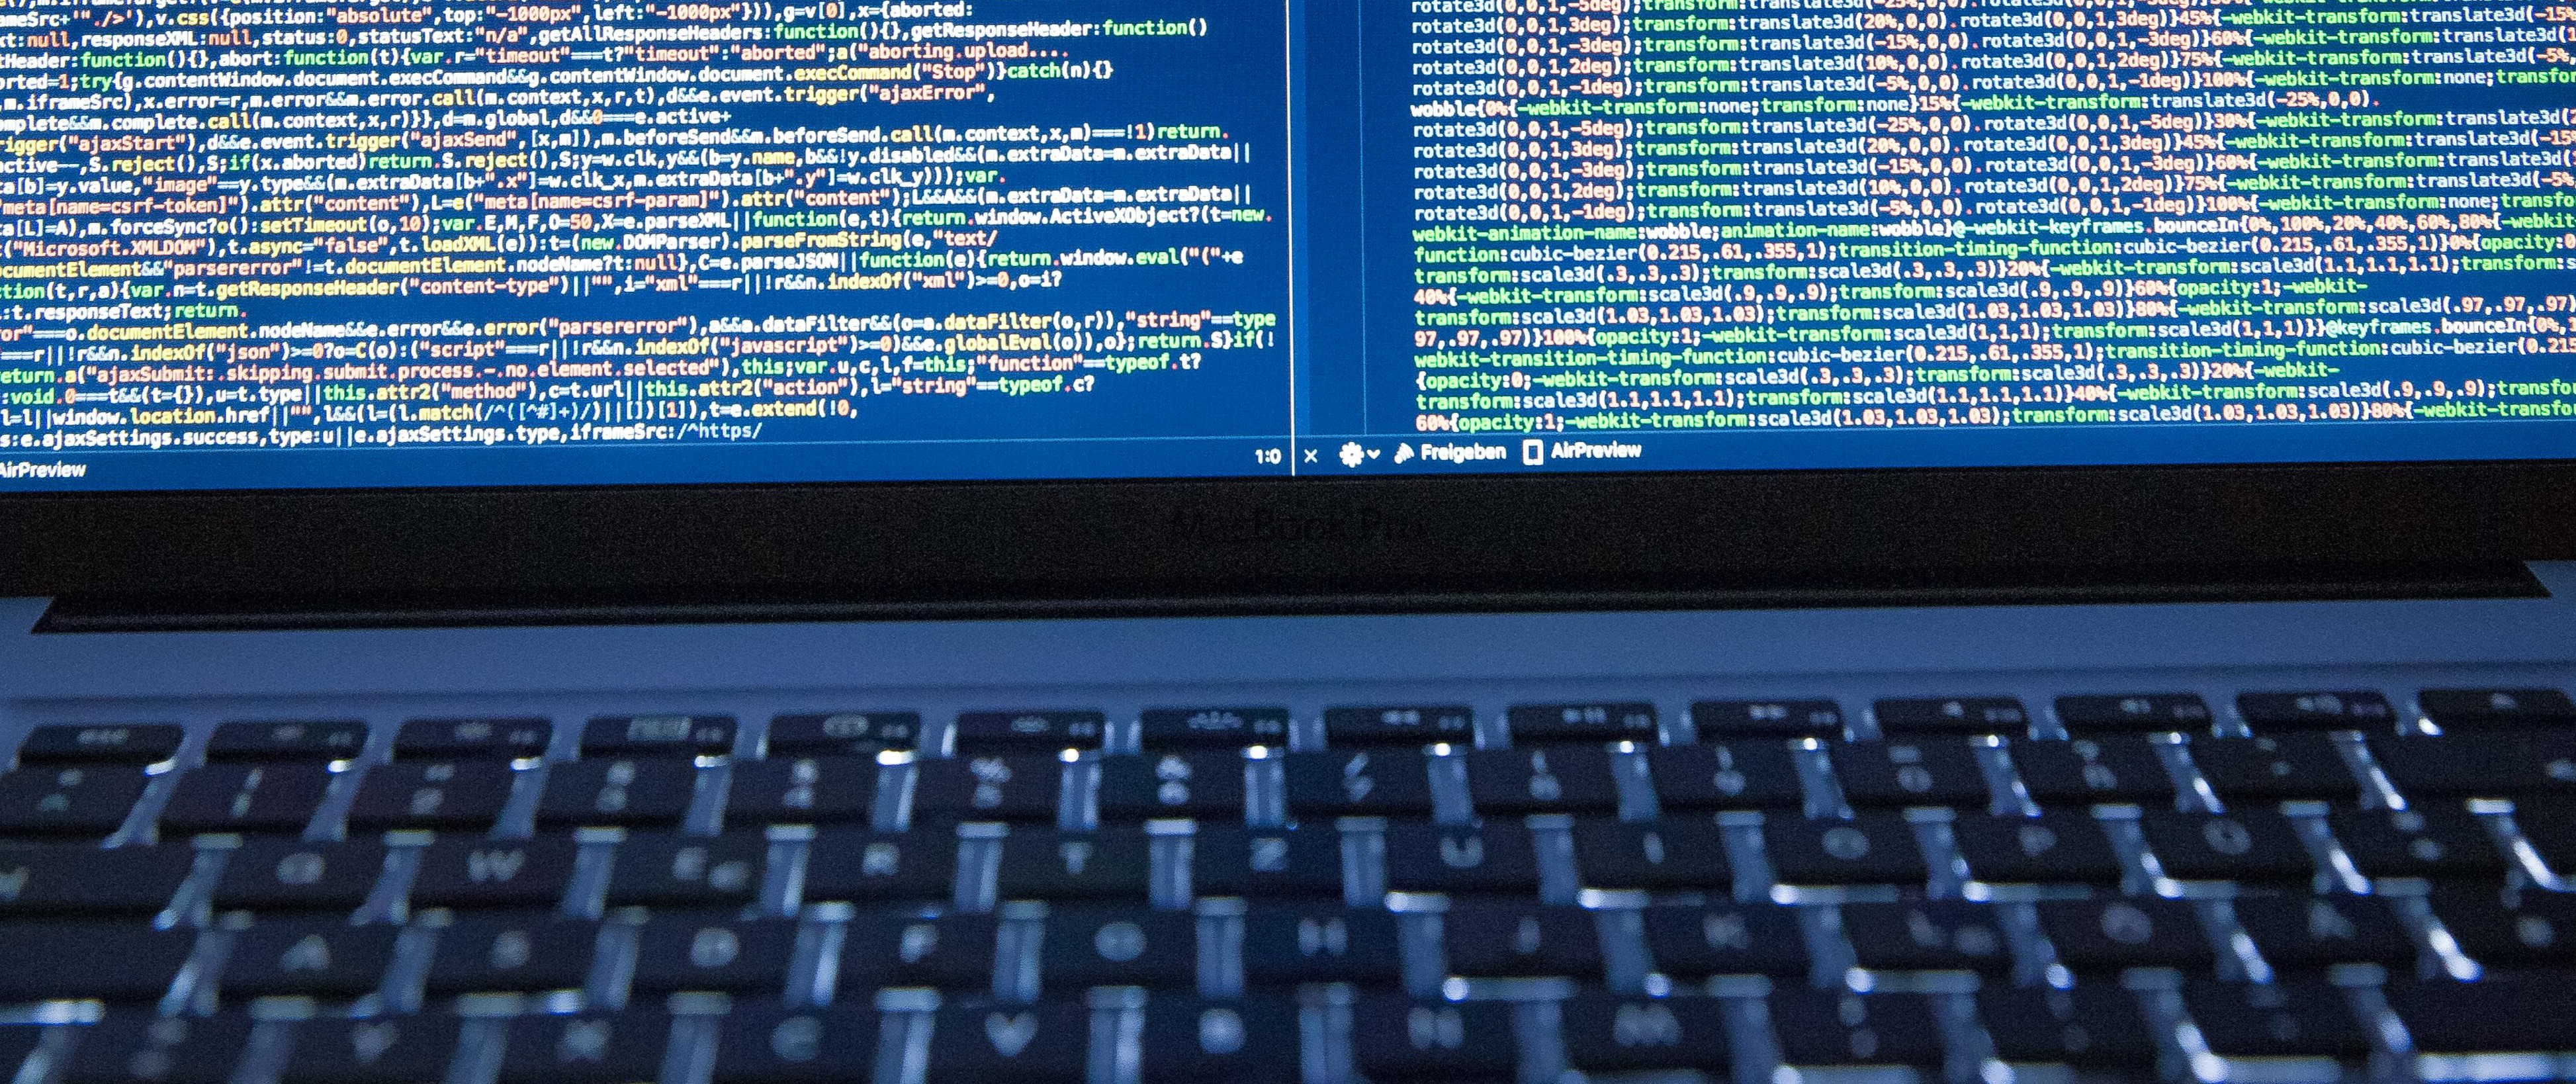 ameSrc+'" />'),v.css({position:"absolute",top:"-1000px",left:"-1000px"})),g=v[0],x={aborted:
xt:null,responseXML:null,status:0,statusText:"n/a",getAllResponseHeaders:function(){},getResponseHeader:function()
tHeader:function(){},abort:function(t){var.r="timeout"===t?"timeout":"aborted";a("aborting.upload....
orted=1;try{g.contentWindow.document.execCommand&&g.contentWindow.document.execCommand("Stop")}catch(n){}
,m.iframeSrc),x.error=r,m.error&&m.error.call(m.context,x,r,t),d&&e.event.trigger("ajaxError",
omplete&&m.complete.call(m.context,x,r)}},d=m.global,d&&0===e.active+
rigger("ajaxStart"),d&&e.event.trigger("ajaxSend",[x,m]),m.beforeSend&&m.beforeSend.call(m.context,x,m)===!1)return.
active--,S.reject(),S;if(x.aborted)return.S.reject(),S;y=w.clk,y&&(b=y.name,b&&!y.disabled&&(m.extraData=m.extraData||
ta[b]=y.value,"image"==y.type&&(m.extraData[b+".x"]=w.clk_x,m.extraData[b+".y"]=w.clk_y)));var.
"meta[name=csrf-token]").attr("content"),L=e("meta[name=csrf-param]").attr("content");L&&A&&(m.extraData=m.extraData||
ta[L]=A),m.forceSync?o():setTimeout(o,10);var.E,M,F,O=50,X=e.parseXML||function(e,t){return.window.ActiveXObject?(t=new.
t("Microsoft.XMLDOM"),t.async="false",t.loadXML(e)):t=(new.DOMParser).parseFromString(e,"text/
ocumentElement&&"parsererror"!=t.documentElement.nodeName?t:null},C=e.parseJSON||function(e){return.window.eval("("+e
ction(t,r,a){var.n=t.getResponseHeader("content-type")||"",i="xml"===r||!r&&n.indexOf("xml")>=0,o=i?
:t.responseText;return.
ror"===o.documentElement.nodeName&&e.error&&e.error("parsererror"),a&&a.dataFilter&&(o=a.dataFilter(o,r)),"string"==type
===r||!r&&n.indexOf("json")>=0?o=C(o):("script"===r||!r&&n.indexOf("javascript")>=0)&&e.globalEval(o)),o};return.S}if(!
return.a("ajaxSubmit:.skipping.submit.process.-.no.element.selected"),this;var.u,c,l,f=this;"function"==typeof.t?
:void.0===t&&(t={}),u=t.type||this.attr2("method"),c=t.url||this.attr2("action"),l="string"==typeof.c?
l=l||window.location.href||"",l&&(l=(l.match(/^([^#]+)/)||[])[1]),t=e.extend(!0,
s:e.ajaxSettings.success,type:u||e.ajaxSettings.type,iframeSrc:/^https/
AirPreview
1:0
rotate3d(0,0,1,-5deg);transform:translate3d(-25%,0,0).rotate3d(0,0,1,-5deg)}30%{-webkit-transform:translate3d(
rotate3d(0,0,1,3deg);transform:translate3d(20%,0,0).rotate3d(0,0,1,3deg)}45%{-webkit-transform:translate3d(-15
rotate3d(0,0,1,-3deg);transform:translate3d(-15%,0,0).rotate3d(0,0,1,-3deg)}60%{-webkit-transform:translate3d(1
rotate3d(0,0,1,2deg);transform:translate3d(10%,0,0).rotate3d(0,0,1,2deg)}75%{-webkit-transform:translate3d(-5%
rotate3d(0,0,1,-1deg);transform:translate3d(-5%,0,0).rotate3d(0,0,1,-1deg)}100%{-webkit-transform:none;transfo
wobble{0%{-webkit-transform:none;transform:none}15%{-webkit-transform:translate3d(-25%,0,0).
rotate3d(0,0,1,-5deg);transform:translate3d(-25%,0,0).rotate3d(0,0,1,-5deg)}30%{-webkit-transform:translate3d(2
rotate3d(0,0,1,3deg);transform:translate3d(20%,0,0).rotate3d(0,0,1,3deg)}45%{-webkit-transform:translate3d(-15
rotate3d(0,0,1,-3deg);transform:translate3d(-15%,0,0).rotate3d(0,0,1,-3deg)}60%{-webkit-transform:translate3d(
rotate3d(0,0,1,2deg);transform:translate3d(10%,0,0).rotate3d(0,0,1,2deg)}75%{-webkit-transform:translate3d(-5%
rotate3d(0,0,1,-1deg);transform:translate3d(-5%,0,0).rotate3d(0,0,1,-1deg)}100%{-webkit-transform:none;transfo
webkit-animation-name:wobble;animation-name:wobble}@-webkit-keyframes.bounceIn{0%,100%,20%,40%,60%,80%{-webkit
function:cubic-bezier(0.215,.61,.355,1);transition-timing-function:cubic-bezier(0.215,.61,.355,1)}0%{opacity:0
transform:scale3d(.3,.3,.3);transform:scale3d(.3,.3,.3)}20%{-webkit-transform:scale3d(1.1,1.1,1.1);transform:s
40%{-webkit-transform:scale3d(.9,.9,.9);transform:scale3d(.9,.9,.9)}60%{opacity:1;-webkit-
transform:scale3d(1.03,1.03,1.03);transform:scale3d(1.03,1.03,1.03)}80%{-webkit-transform:scale3d(.97,.97,.97)
97,.97,.97)}100%{opacity:1;-webkit-transform:scale3d(1,1,1);transform:scale3d(1,1,1)}}@keyframes.bounceIn{0%,
webkit-transition-timing-function:cubic-bezier(0.215,.61,.355,1);transition-timing-function:cubic-bezier(0.215
{opacity:0;-webkit-transform:scale3d(.3,.3,.3);transform:scale3d(.3,.3,.3)}20%{-webkit-
transform:scale3d(1.1,1.1,1.1);transform:scale3d(1.1,1.1,1.1)}40%{-webkit-transform:scale3d(.9,.9,.9);transfo
60%{opacity:1;-webkit-transform:scale3d(1.03,1.03,1.03);transform:scale3d(1.03,1.03,1.03)}80%{-webkit-transfo
Freigeben AirPreview
MacBook Pro
W E R T Z U I O P Ü
A S D F G H J K L Ö Ä
Y X C V B N M